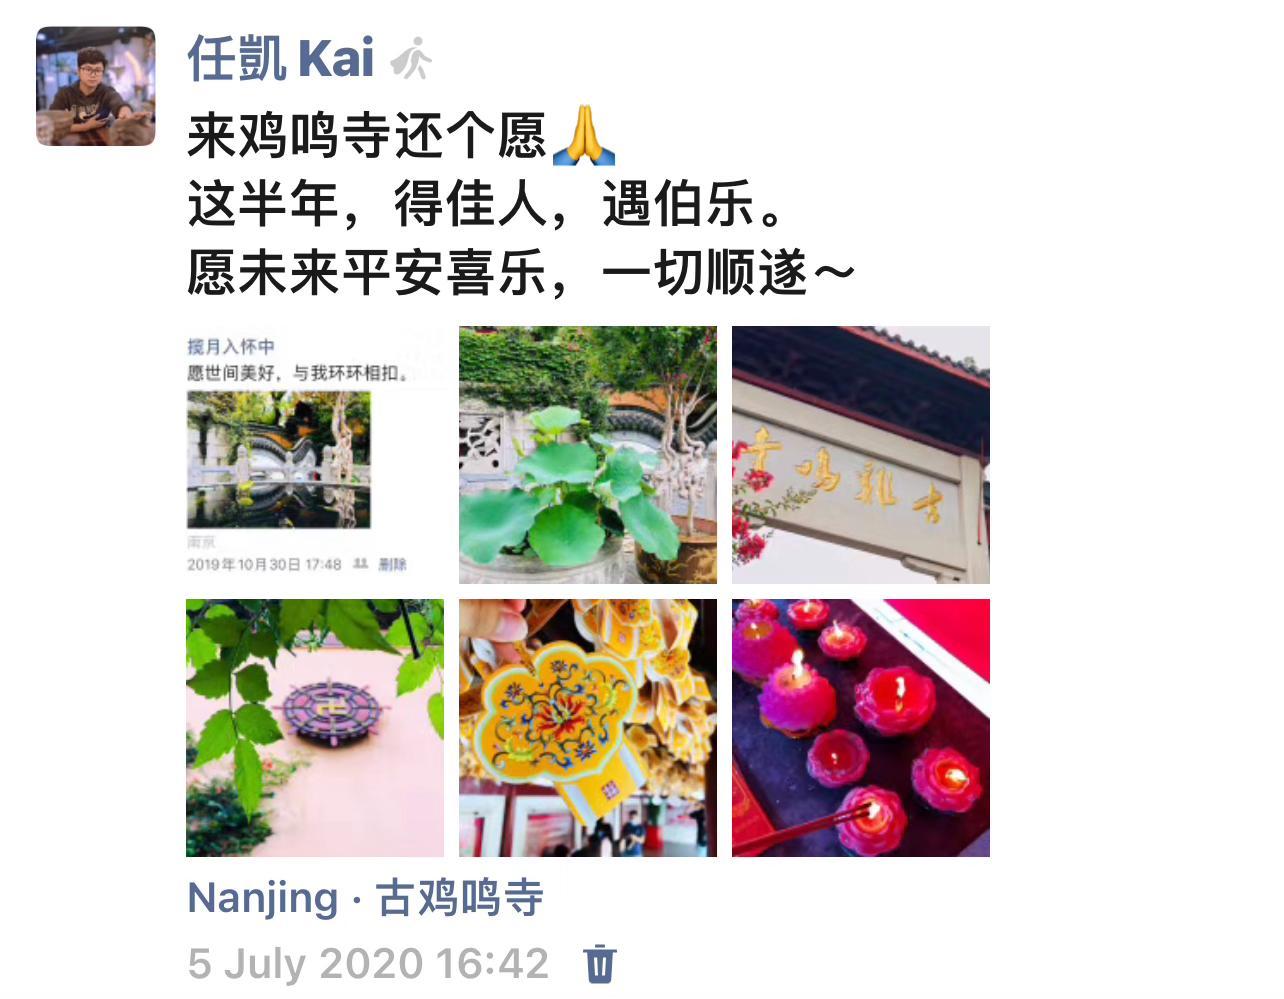 任凱 Kai
来鸡鸣寺还个愿🙏
这半年，得佳人，遇伯乐。
愿未来平安喜乐，一切顺遂～
揽月入怀中
愿世间美好，与我环环相扣。
南京
2019年10月30日 17:48 删除
寺鸣雞古
Nanjing · 古鸡鸣寺
5 July 2020 16:42